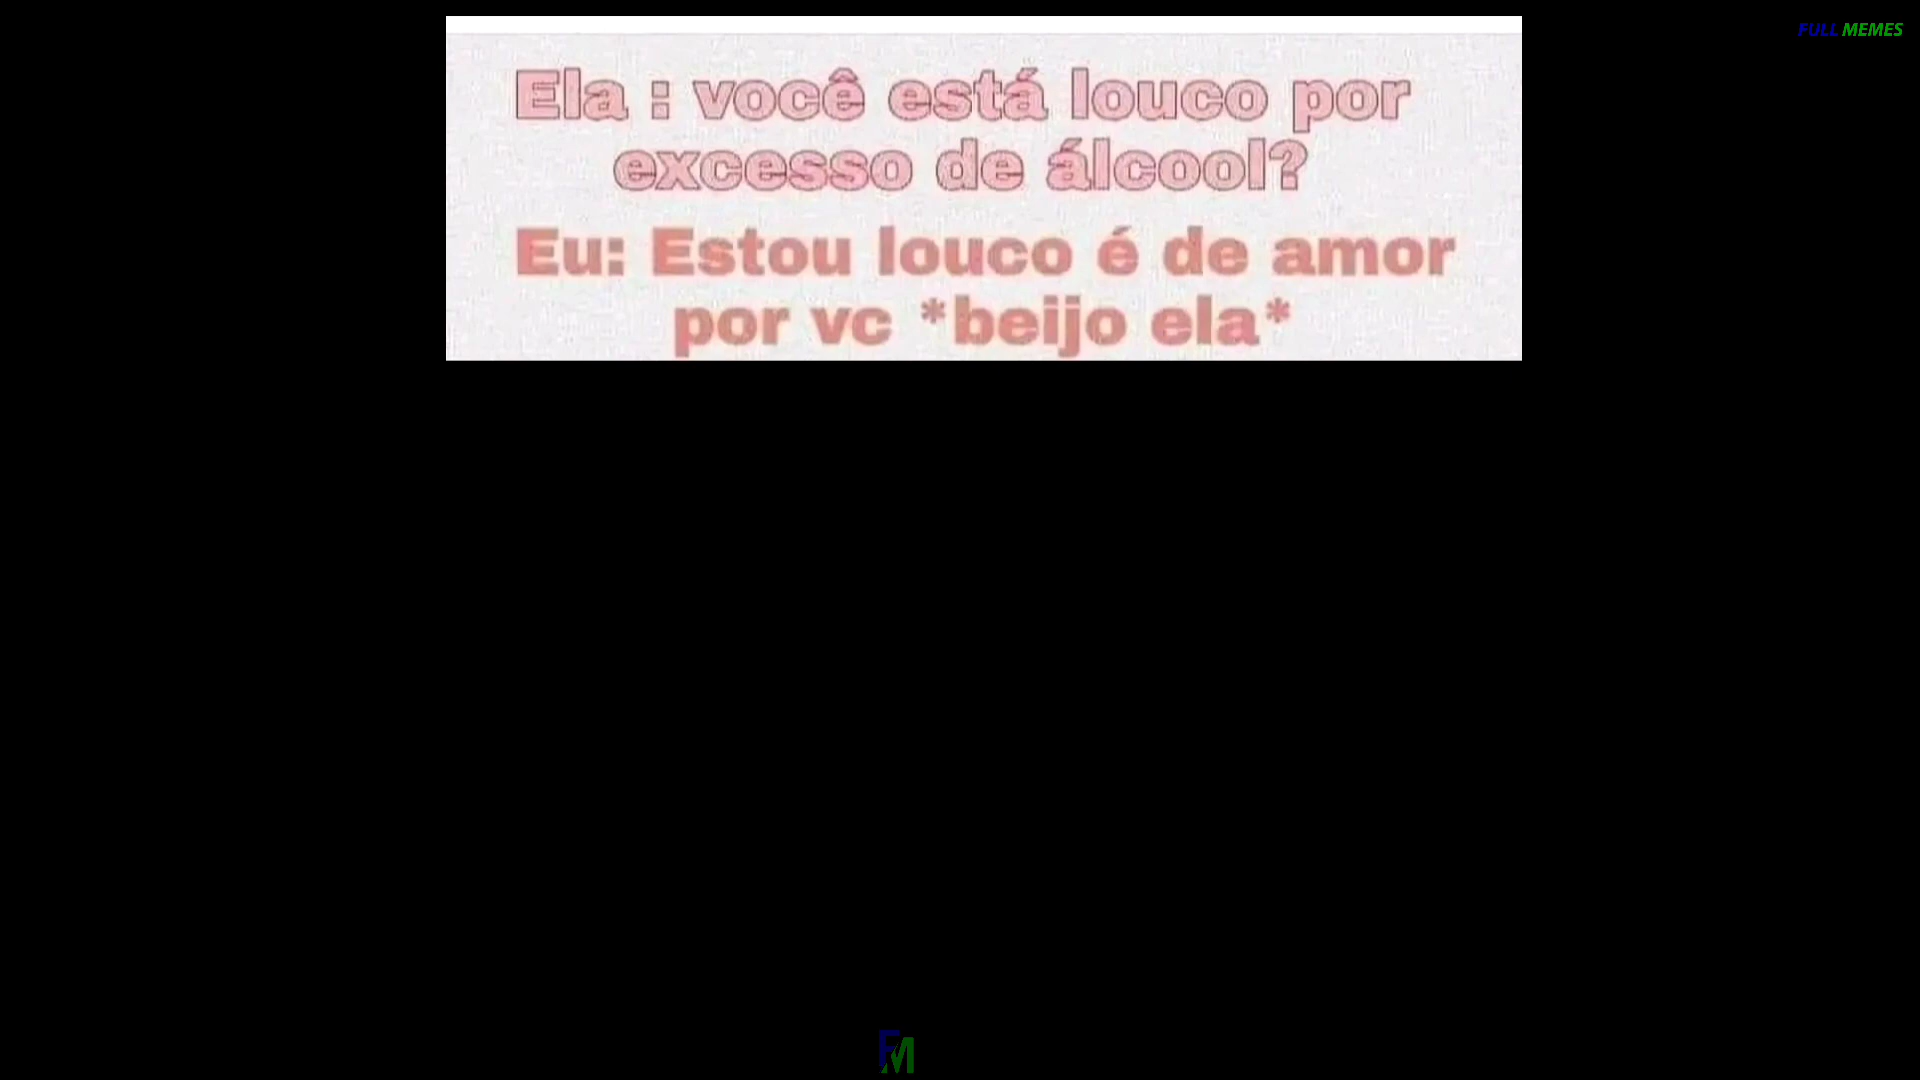 FULL MEMES
Ela : você está louco por
excesso de álcool?
Eu: Estou louco é de amor
por vc *beijo ela*
FM